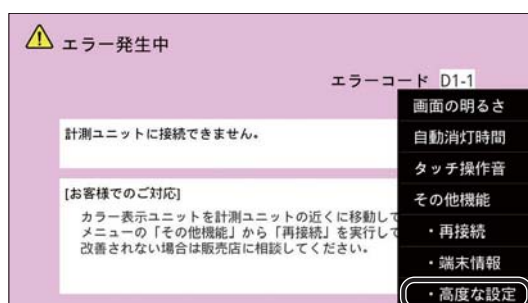 エラー発生中
エラーコード D1-1
計測ユニットに接続できません。
[お客様でのご対応]
カラー表示ユニットを計測ユニットの近くに移動して
メニューの「その他機能」から「再接続」を実行して
改善されない場合は販売店に相談してください。
画面の明るさ
自動消灯時間
タッチ操作音
その他機能
・再接続
・端末情報
・高度な設定